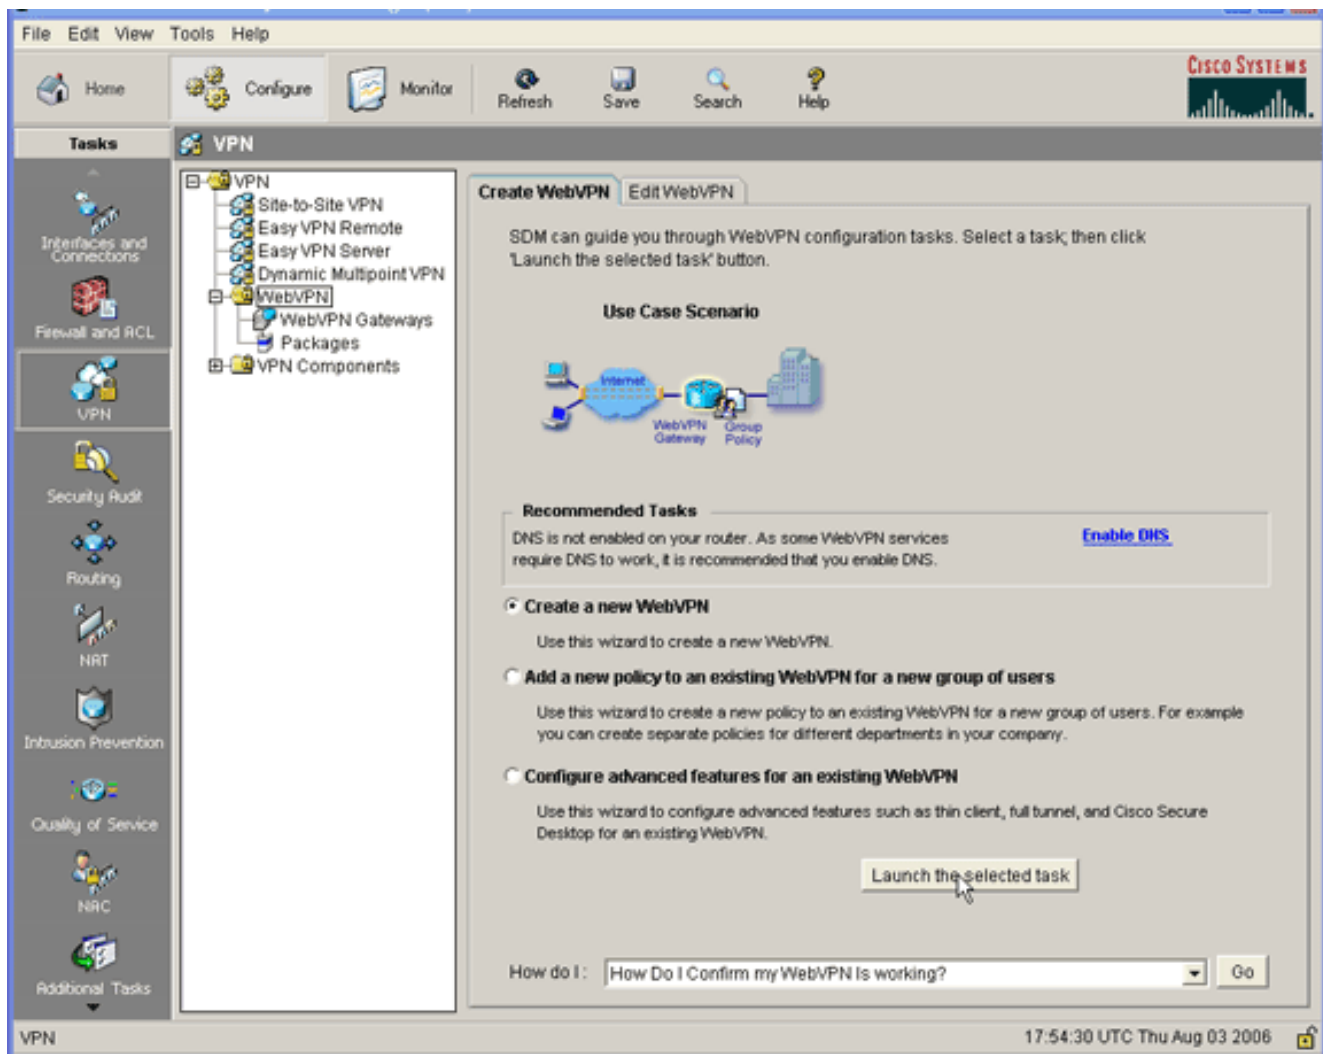 File Edit View Tools Help
Home
Configure
Monitor
Refresh
Save
Search
Help
CISCO SYSTEMS
Tasks
VPN
Interfaces and
Connections
Firewall and ACL
VPN
Security Audit
Routing
NAT
Intrusion Prevention
Quality of Service
NAC
Additional Tasks
VPN
Site-to-Site VPN
Easy VPN Remote
Easy VPN Server
Dynamic Multipoint VPN
WebVPN
WebVPN Gateways
Packages
VPN Components
Create WebVPN
Edit WebVPN
SDM can guide you through WebVPN configuration tasks. Select a task; then click
'Launch the selected task' button.
Use Case Scenario
Internet
WebVPN
Gateway
Group
Policy
Recommended Tasks
DNS is not enabled on your router. As some WebVPN services
require DNS to work, it is recommended that you enable DNS.
Enable DNS
Create a new WebVPN
Use this wizard to create a new WebVPN.
Add a new policy to an existing WebVPN for a new group of users
Use this wizard to create a new policy to an existing WebVPN for a new group of users. For example
you can create separate policies for different departments in your company.
Configure advanced features for an existing WebVPN
Use this wizard to configure advanced features such as thin client, full tunnel, and Cisco Secure
Desktop for an existing WebVPN.
Launch the selected task
How do I :
How Do I Confirm my WebVPN Is working?
Go
VPN
17:54:30 UTC Thu Aug 03 2006